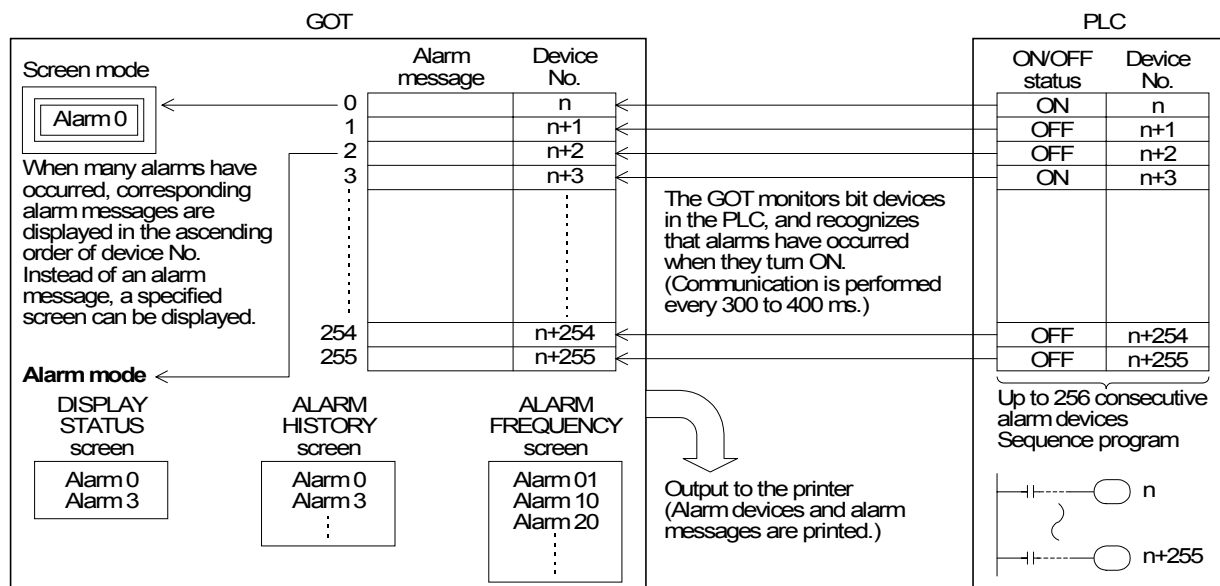 GOT
PLC
Screen mode
Alarm 0
When many alarms have
occurred, corresponding
alarm messages are
displayed in the ascending
order of device No.
Instead of an alarm
message, a specified
screen can be displayed.
Alarm mode
Alarm
message
Device
No.
0 n
1 n+1
2 n+2
3 n+3
254 n+254
255 n+255
The GOT monitors bit devices
in the PLC, and recognizes
that alarms have occurred
when they turn ON.
(Communication is performed
every 300 to 400 ms.)
ON/OFF
status
Device
No.
ON n
OFF n+1
OFF n+2
ON n+3
OFF n+254
OFF n+255
Up to 256 consecutive
alarm devices
Sequence program
n
n+255
DISPLAY
STATUS
screen
Alarm 0
Alarm 3
ALARM
HISTORY
screen
Alarm 0
Alarm 3
ALARM
FREQUENCY
screen
Alarm 01
Alarm 10
Alarm 20
Output to the printer
(Alarm devices and alarm
messages are printed.)